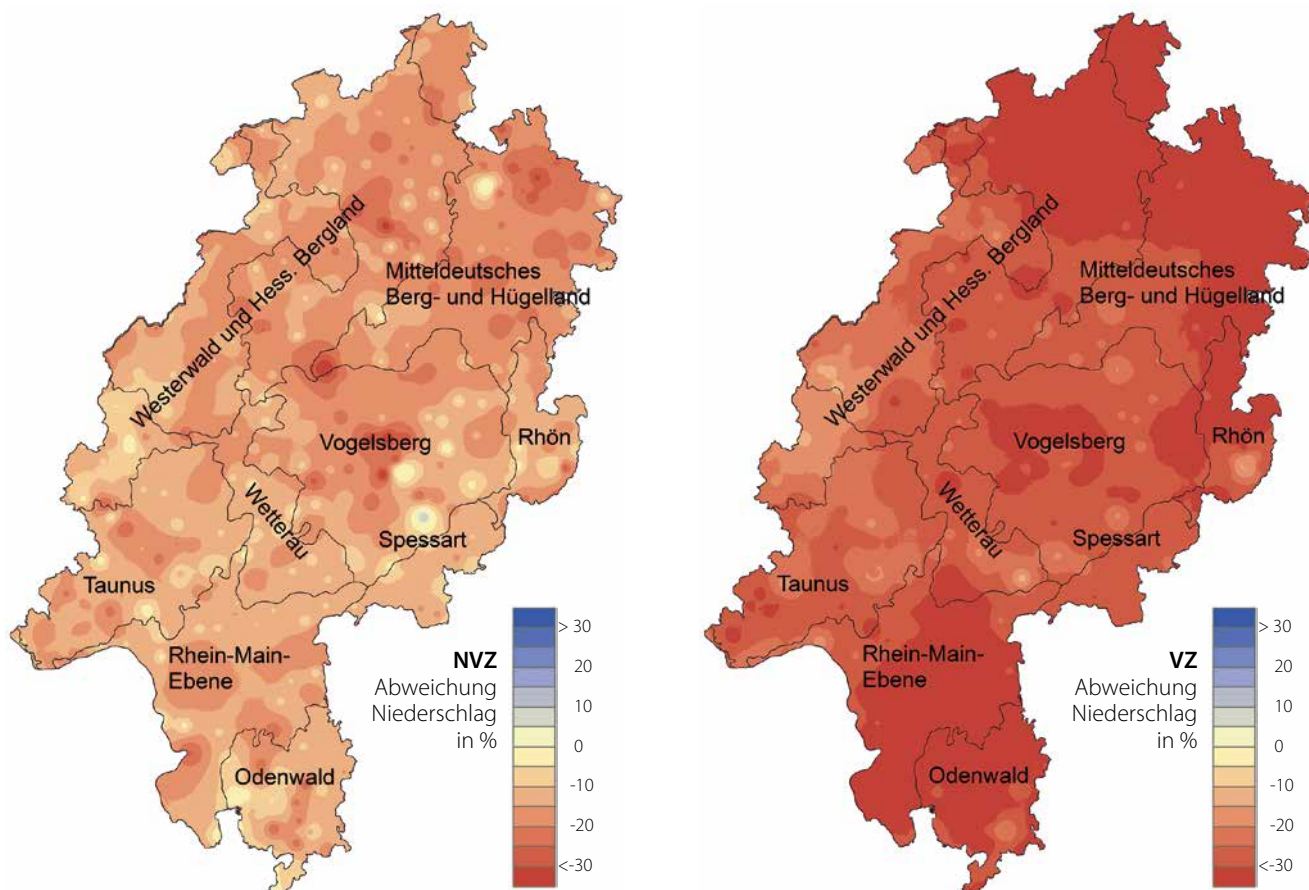 Westerwald und Hess. Bergland
Mitteldeutsches
Berg- und Hügelland
Vogelsberg
Rhön
Wetterau
Spessart
Taunus
Rhein-Main-
Ebene
Odenwald
NVZ
Abweichung
Niederschlag
in %
> 30
20
10
0
-10
-20
<-30
Westerwald und Hess. Bergland
Mitteldeutsches
Berg- und Hügelland
Vogelsberg
Rhön
Wetterau
Spessart
Taunus
Rhein-Main-
Ebene
Odenwald
VZ
Abweichung
Niederschlag
in %
> 30
20
10
0
-10
-20
<-30